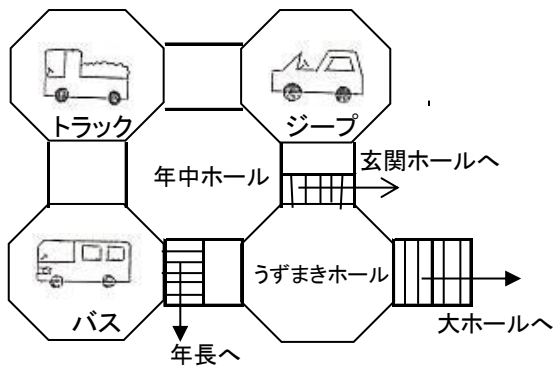 トラック
ジープ
年中ホール
玄関ホールへ
バス
うずまきホール
年長へ
大ホールへ